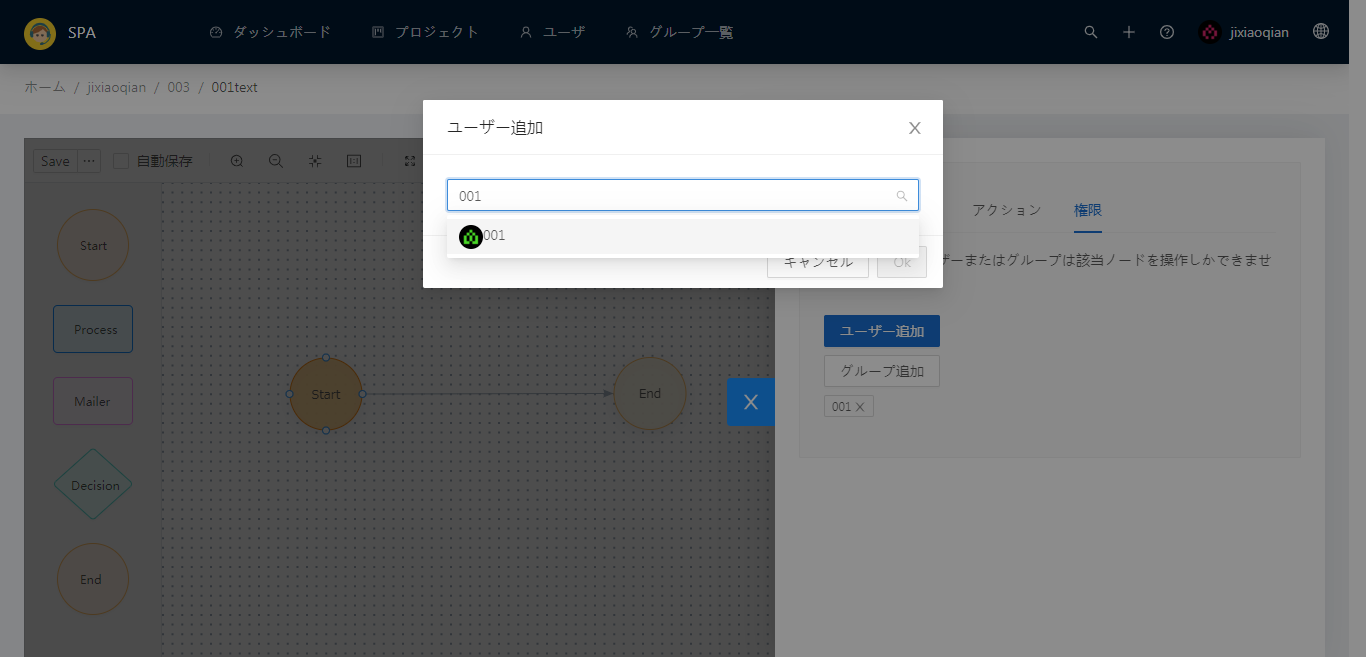 SPA ダッシュボード プロジェクト ユーザ グループ一覧 jixiaoqian
ホーム / jixiaoqian / 003 / 001text
ユーザー追加
Save ··· 自動保存 1:1
001
001
キャンセル Ok
アクション 権限
ザーまたはグループは該当ノードを操作しかできませ
ユーザー追加
グループ追加
001
Start
Process
Mailer
Decision
End
Start
End